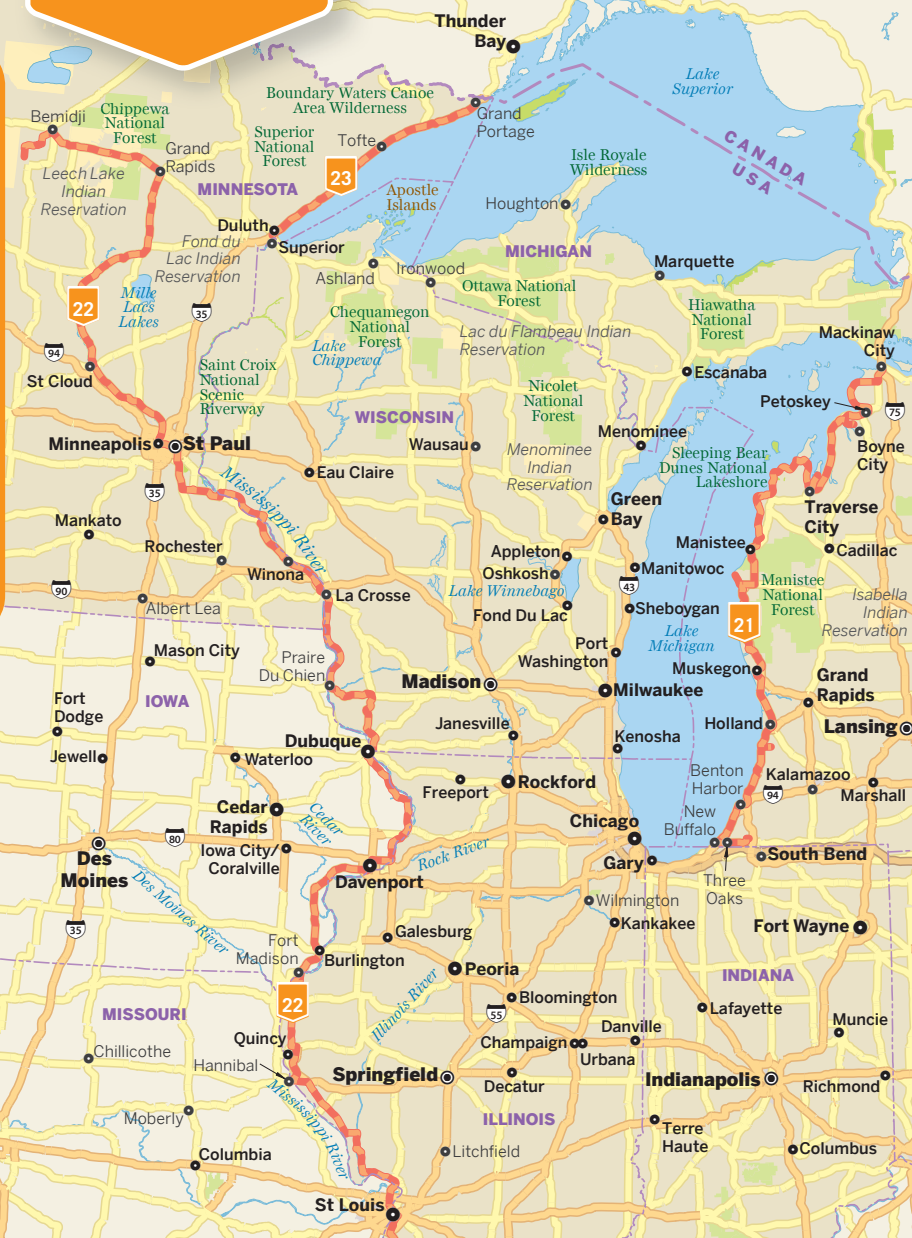 Thunder
Bay
Lake
Superior
Boundary Waters Canoe
Area Wilderness
Bemidji
Chippewa
National
Forest
Grand
Portage
Superior
National
Forest
Tofte
CANADA
USA
Grand
Rapids
Isle Royale
Wilderness
Leech Lake
Indian
Reservation
MINNESOTA
23
Apostle
Islands
Houghton
Duluth
Superior
Fond du
Lac Indian
Reservation
MICHIGAN
Ashland
Ironwood
Marquette
Ottawa National
Forest
22
Mille
Lacs
Lakes
35
Chequamegon
National
Forest
Hiawatha
National
Forest
Lac du Flambeau Indian
Reservation
Mackinaw
City
94
Lake
Chippewa
St Cloud
Saint Croix
National
Scenic
Riverway
Escanaba
Nicolet
National
Forest
Petoskey
75
WISCONSIN
Menominee
Minneapolis
St Paul
Wausau
Menominee
Indian
Reservation
Sleeping Bear
Dunes National
Lakeshore
Boyne
City
Eau Claire
Mississippi River
35
Green
Bay
Traverse
City
Mankato
Rochester
Appleton
Manistee
Cadillac
Winona
Oshkosh
Manitowoc
90
Lake Winnebago
43
Manistee
National
Forest
Isabella
Indian
Reservation
Albert Lea
La Crosse
Fond Du Lac
Sheboygan
21
Lake
Michigan
Mason City
Praire
Du Chien
Port
Washington
Muskegon
Madison
Milwaukee
Grand
Rapids
Fort
Dodge
IOWA
Janesville
Holland
Lansing
Jewell
Waterloo
Dubuque
Kenosha
Freeport
Rockford
Benton
Harbor
Kalamazoo
94
Marshall
Cedar
Rapids
Cedar
River
Chicago
New
Buffalo
80
Iowa City/
Coralville
Rock River
Des
Moines
Gary
South Bend
Davenport
Three
Oaks
Des Moines River
Wilmington
35
Kankakee
Fort Wayne
Fort
Madison
Galesburg
Burlington
Peoria
INDIANA
22
Illinois River
Bloomington
55
Lafayette
MISSOURI
Muncie
Quincy
Champaign
Danville
Urbana
Chillicothe
Hannibal
Springfield
Decatur
Indianapolis
Richmond
Mississippi River
Moberly
ILLINOIS
Terre
Haute
Columbia
Litchfield
Columbus
St Louis